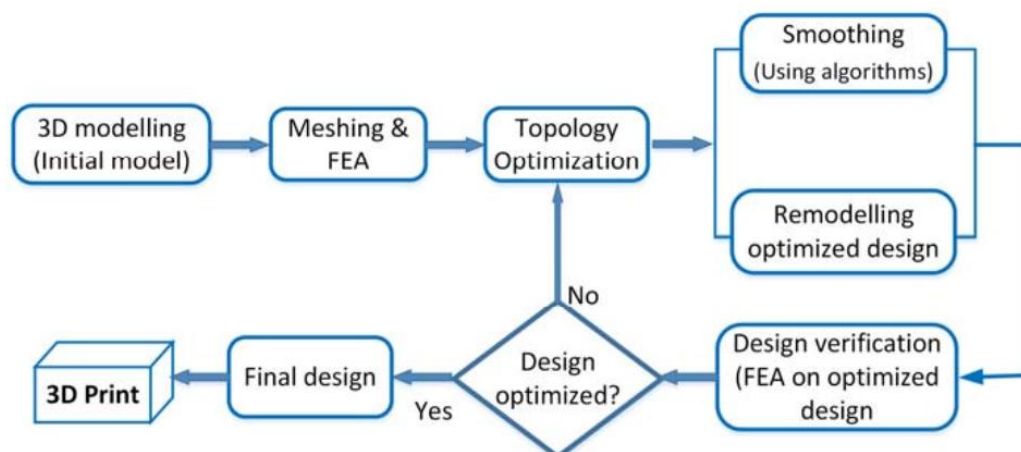 Smoothing
(Using algorithms)
3D modelling
(Initial model)
Meshing &
FEA
Topology
Optimization
Remodelling
optimized design
No
Design verification
(FEA on optimized
design
Design
optimized?
Yes
Final design
3D Print